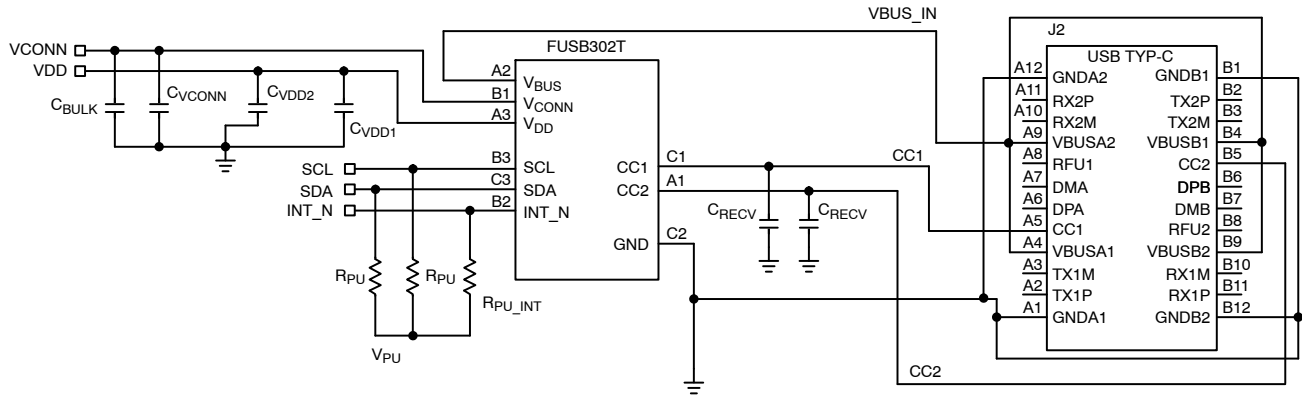 VBUS_IN
J2
FUSB302T
VCONN
VDD
CBULK
CVCONN
CVDD2
CVDD1
SCL
SDA
INT_N
RPU
RPU
RPU_INT
VPU
A2
B1
A3
B3
C3
B2
VBUS
VCONN
VDD
SCL
SDA
INT_N
CC1
CC2
GND
C1
A1
C2
CC1
CRECV
CRECV
CC2
USB TYP-C
A12 GNDA2 GNDB1 B1
A11 RX2P TX2P B2
A10 RX2M TX2M B3
A9 VBUSA2 VBUSB1 B4
A8 RFU1 CC2 B5
A7 DMA DPB B6
A6 DPA DMB B7
A5 CC1 RFU2 B8
A4 VBUSA1 VBUSB2 B9
A3 TX1M RX1M B10
A2 TX1P RX1P B11
A1 GNDA1 GNDB2 B12